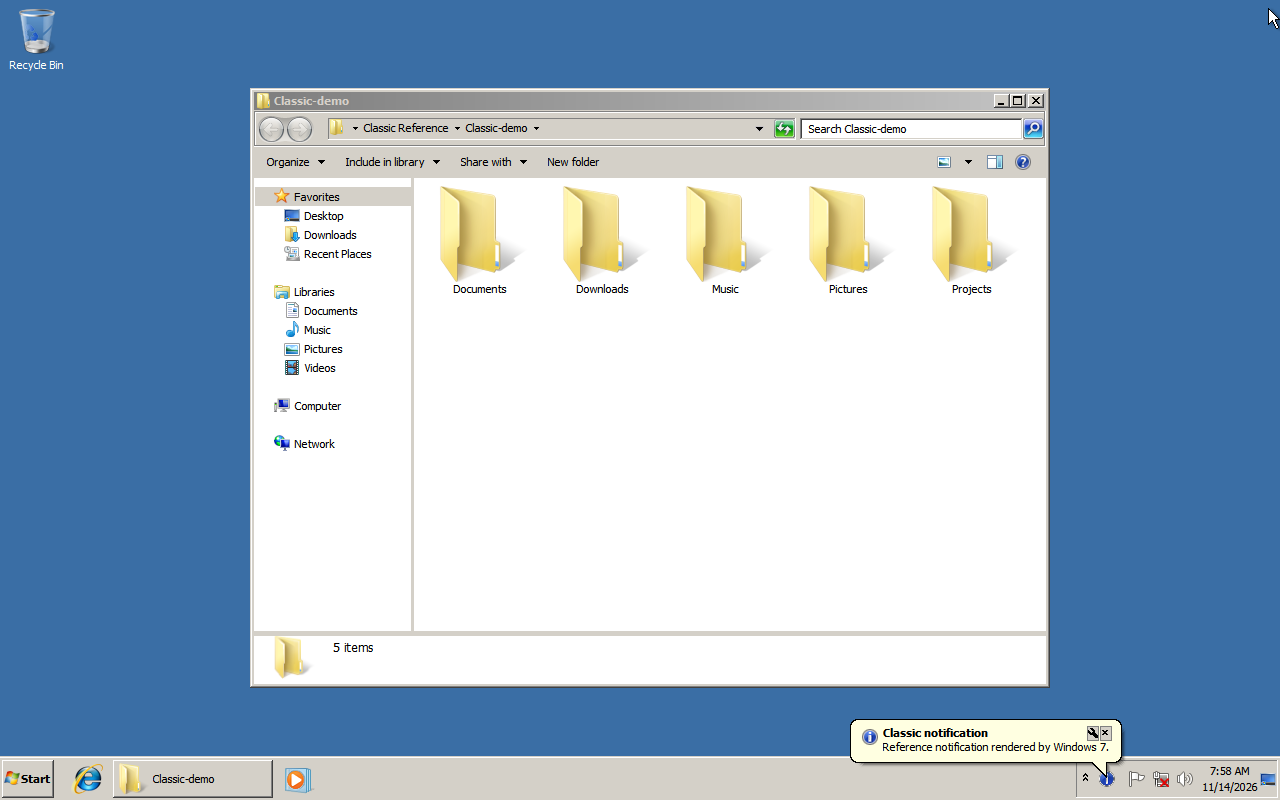 Recycle Bin
Classic-demo
Classic Reference Classic-demo
Search Classic-demo
Organize Include in library Share with New folder
Favorites
Desktop
Downloads
Recent Places
Libraries
Documents
Music
Pictures
Videos
Computer
Network
Documents Downloads Music Pictures Projects
5 items
Classic notification
Reference notification rendered by Windows 7.
Start
Classic-demo
7:58 AM
11/14/2026